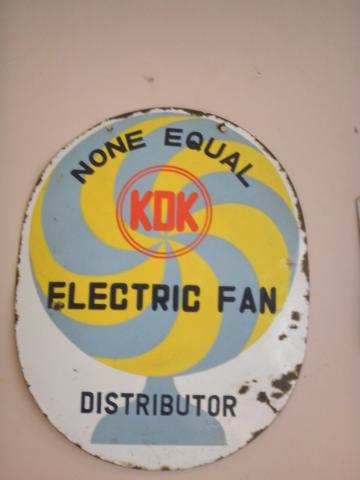 NONE EQUAL
KDK
ELECTRIC FAN
DISTRIBUTOR